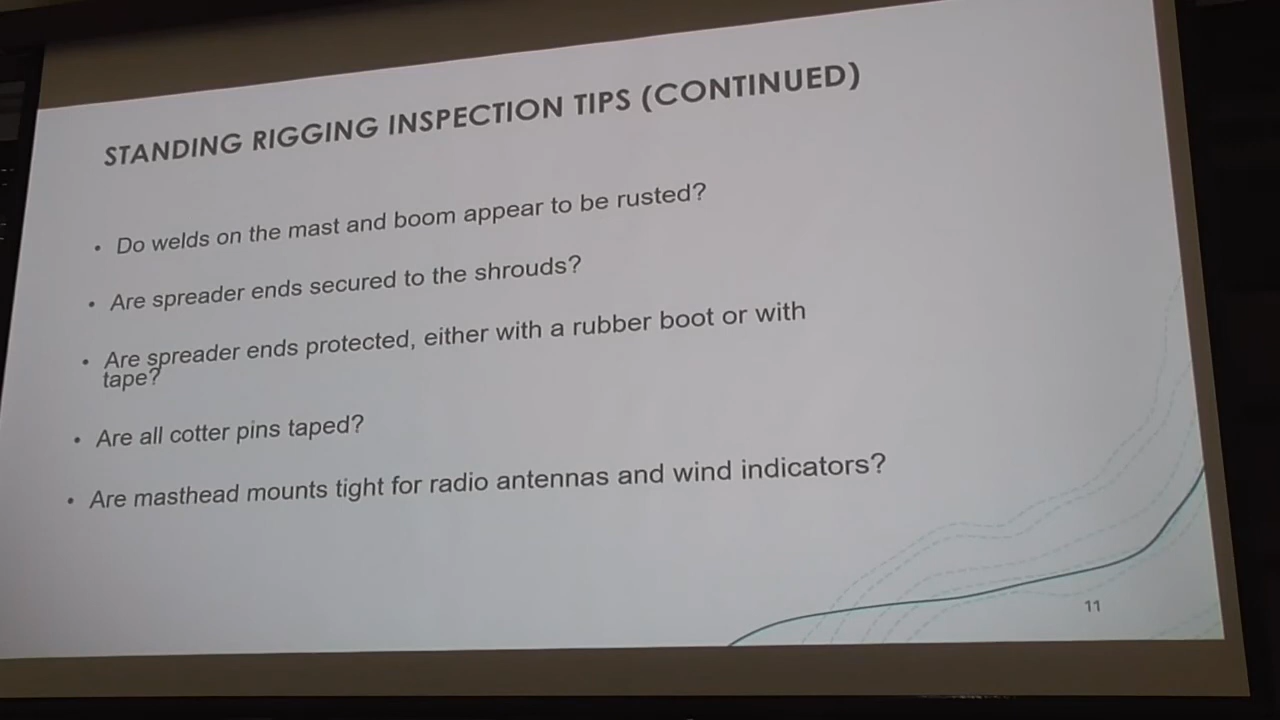 STANDING RIGGING INSPECTION TIPS (CONTINUED)
• Do welds on the mast and boom appear to be rusted?
• Are spreader ends secured to the shrouds?
• Are spreader ends protected, either with a rubber boot or with
tape?
• Are all cotter pins taped?
• Are masthead mounts tight for radio antennas and wind indicators?
11